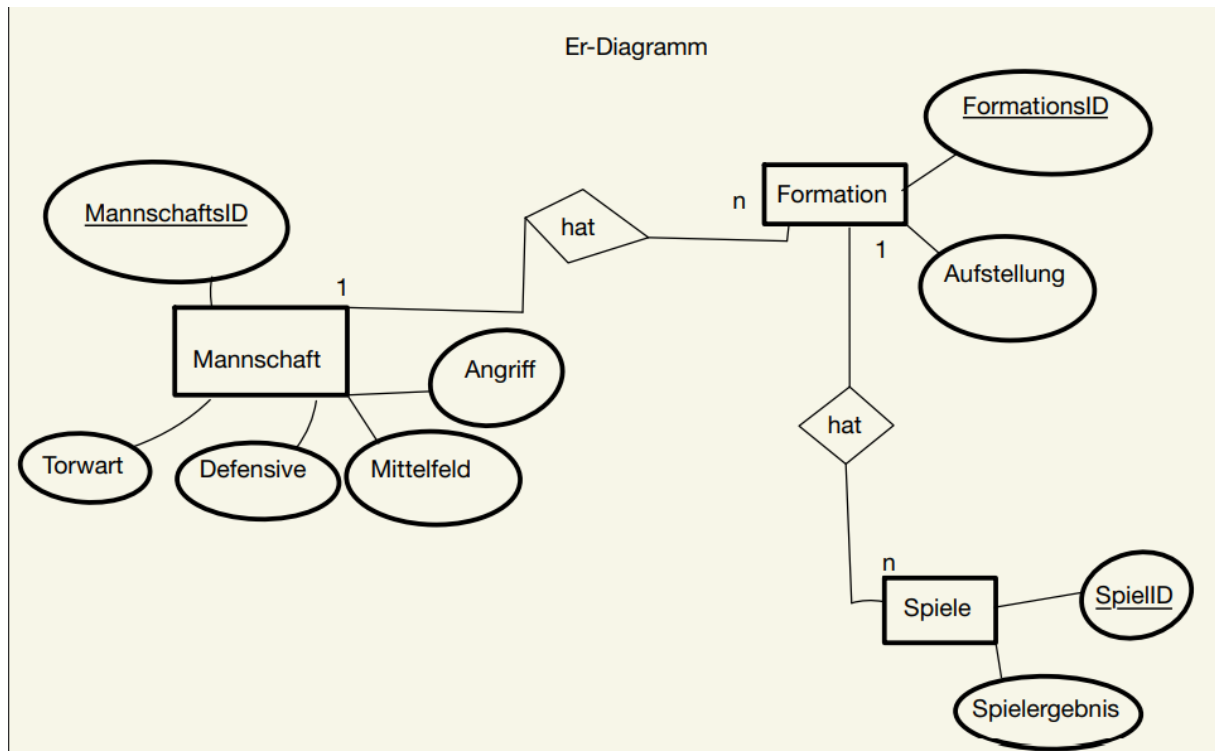 Er-Diagramm
FormationsID
MannschaftsID
Formation
n
hat
1
Aufstellung
1
Mannschaft
Angriff
Torwart
Defensive
Mittelfeld
hat
n
Spiele
SpielID
Spielergebnis